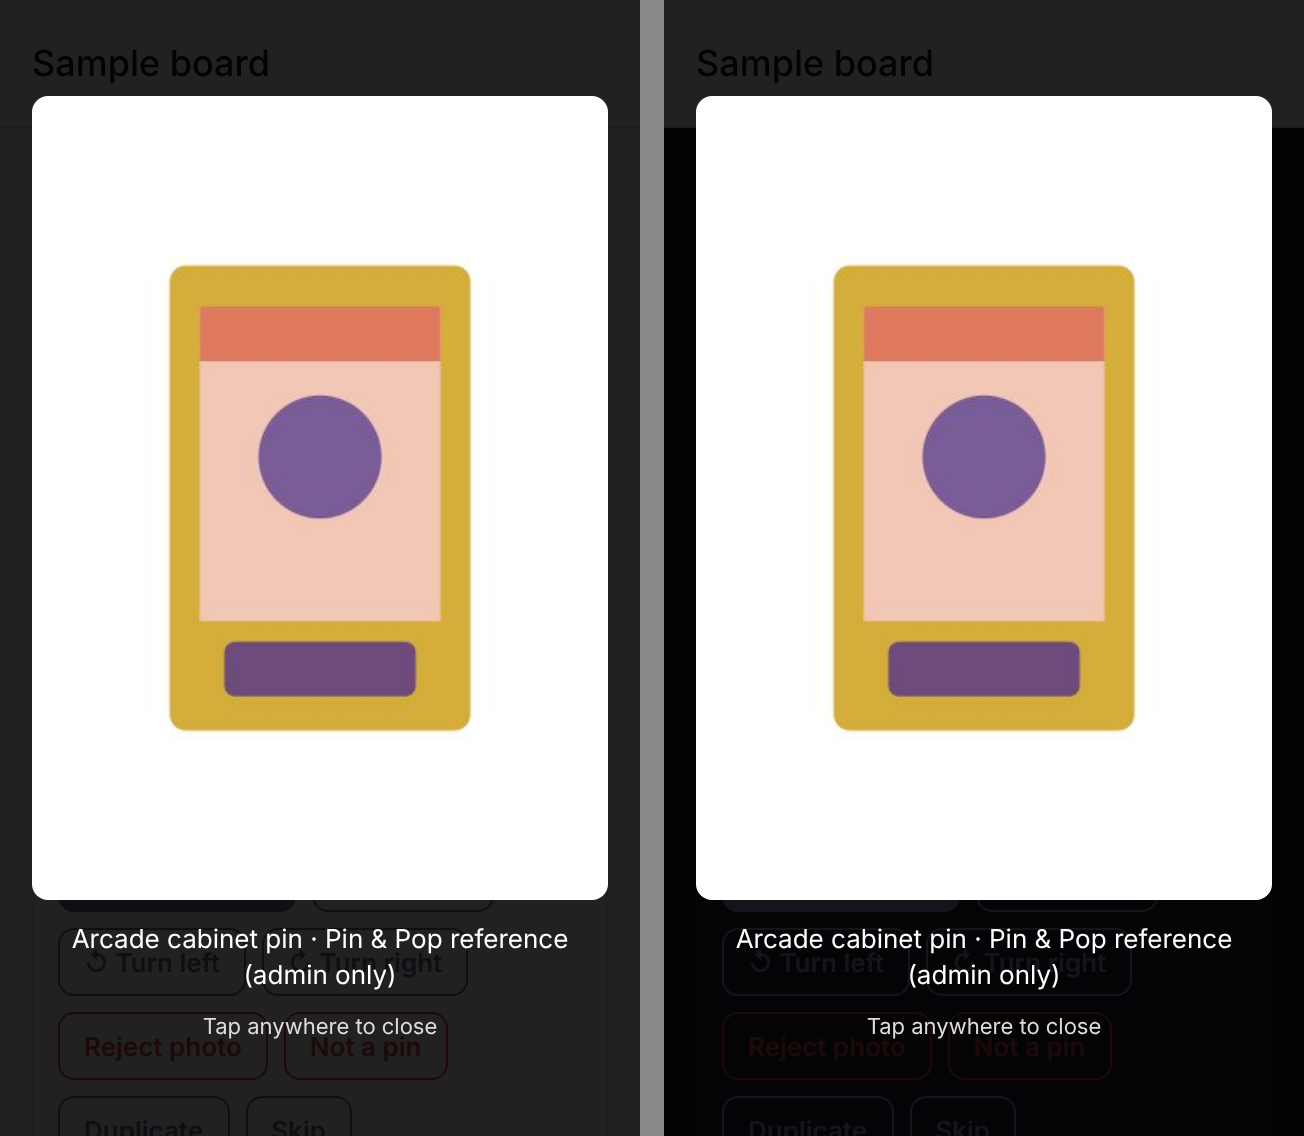 Sample board
Arcade cabinet pin · Pin & Pop reference
(admin only)
↺ Turn left
↻ Turn right
Tap anywhere to close
Reject photo
Not a pin
Duplicate
Skip
Sample board
Arcade cabinet pin · Pin & Pop reference
(admin only)
↺ Turn left
↻ Turn right
Tap anywhere to close
Reject photo
Not a pin
Duplicate
Skip